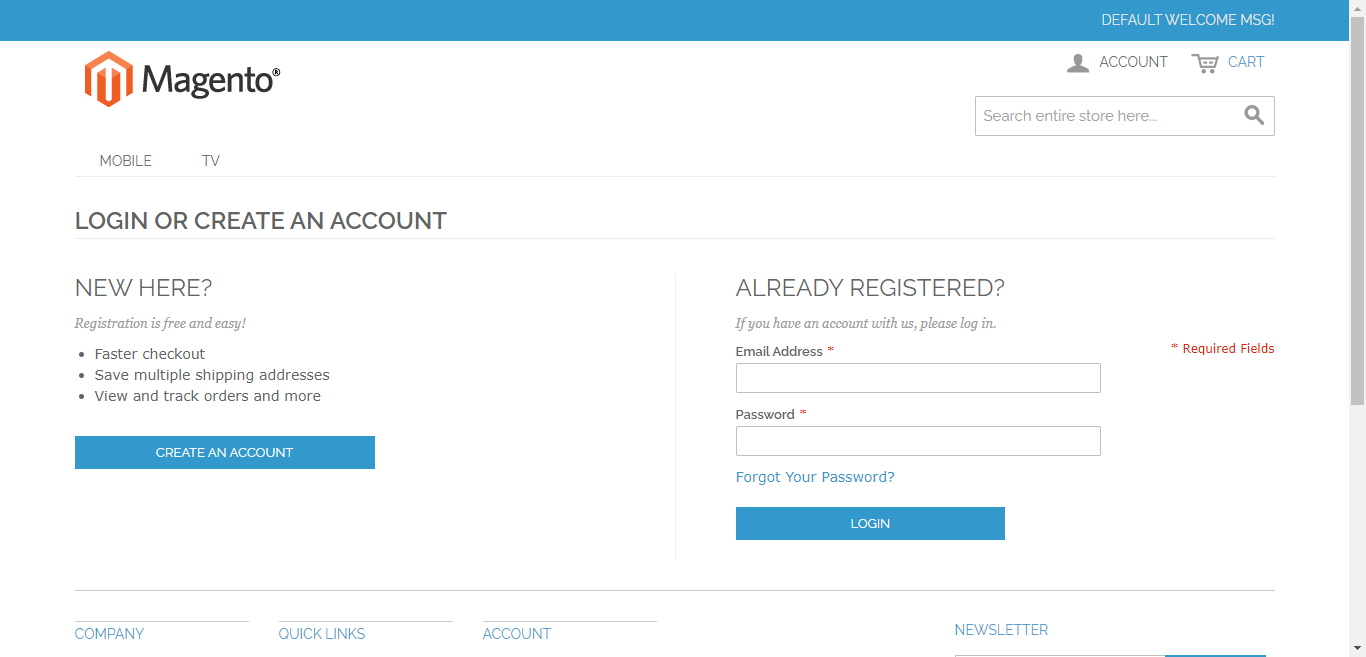 DEFAULT WELCOME MSG!
Magento®
ACCOUNT
CART
Search entire store here...
MOBILE
TV
LOGIN OR CREATE AN ACCOUNT
NEW HERE?
Registration is free and easy!
• Faster checkout
• Save multiple shipping addresses
• View and track orders and more
CREATE AN ACCOUNT
ALREADY REGISTERED?
If you have an account with us, please log in.
* Required Fields
Email Address *
Password *
Forgot Your Password?
LOGIN
COMPANY
QUICK LINKS
ACCOUNT
NEWSLETTER